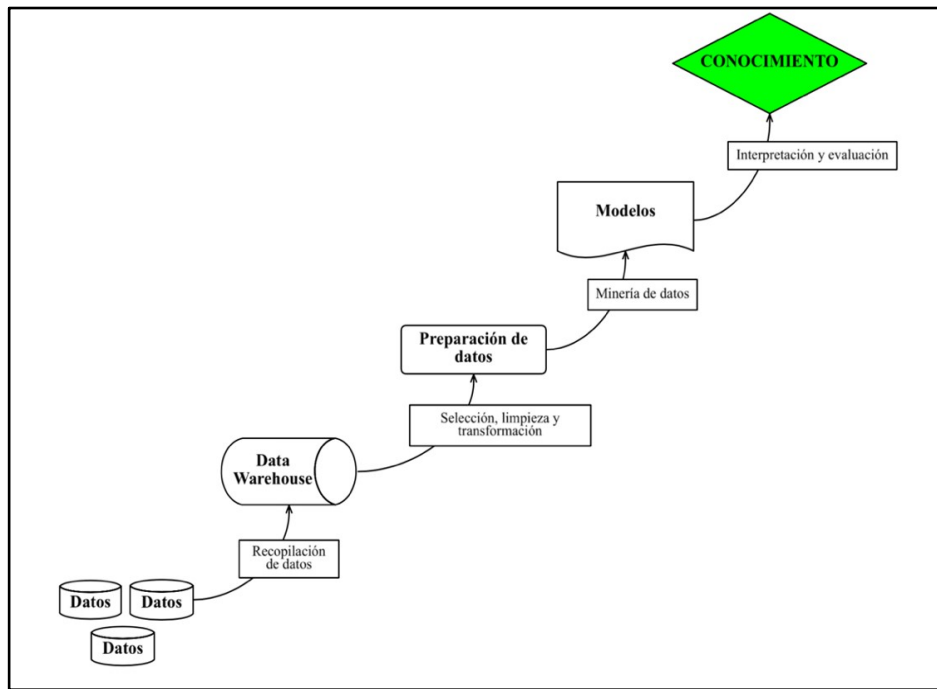 CONOCIMIENTO
Interpretación y evaluación
Modelos
Minería de datos
Preparación de
datos
Selección, limpieza y
transformación
Data
Warehouse
Recopilación
de datos
Datos
Datos
Datos